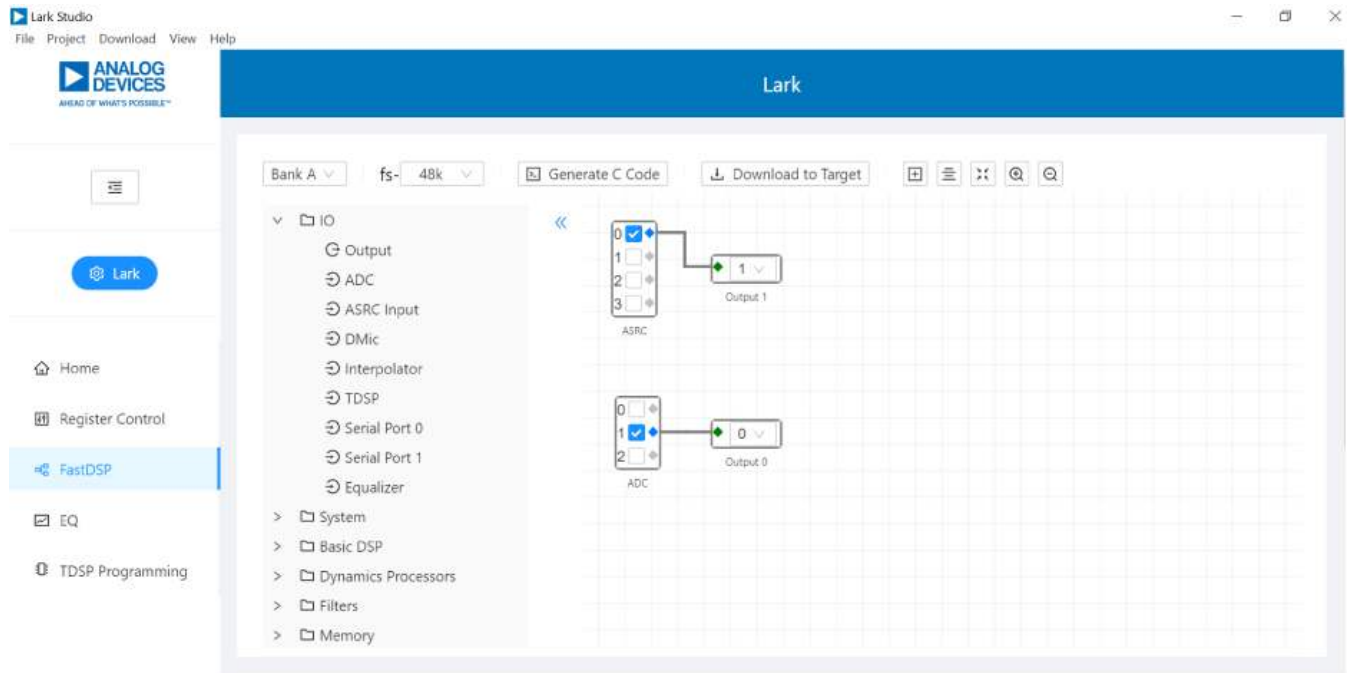 Lark Studio
File Project Download View Help
ANALOG
DEVICES
AHEAD OF WHAT'S POSSIBLE™
Lark
Lark
Home
Register Control
FastDSP
EQ
TDSP Programming
Bank A fs- 48k Generate C Code Download to Target
IO
Output
ADC
ASRC Input
DMic
Interpolator
TDSP
Serial Port 0
Serial Port 1
Equalizer
System
Basic DSP
Dynamics Processors
Filters
Memory
0
1
2
3
ASRC
1
Output 1
0
1
2
ADC
0
Output 0